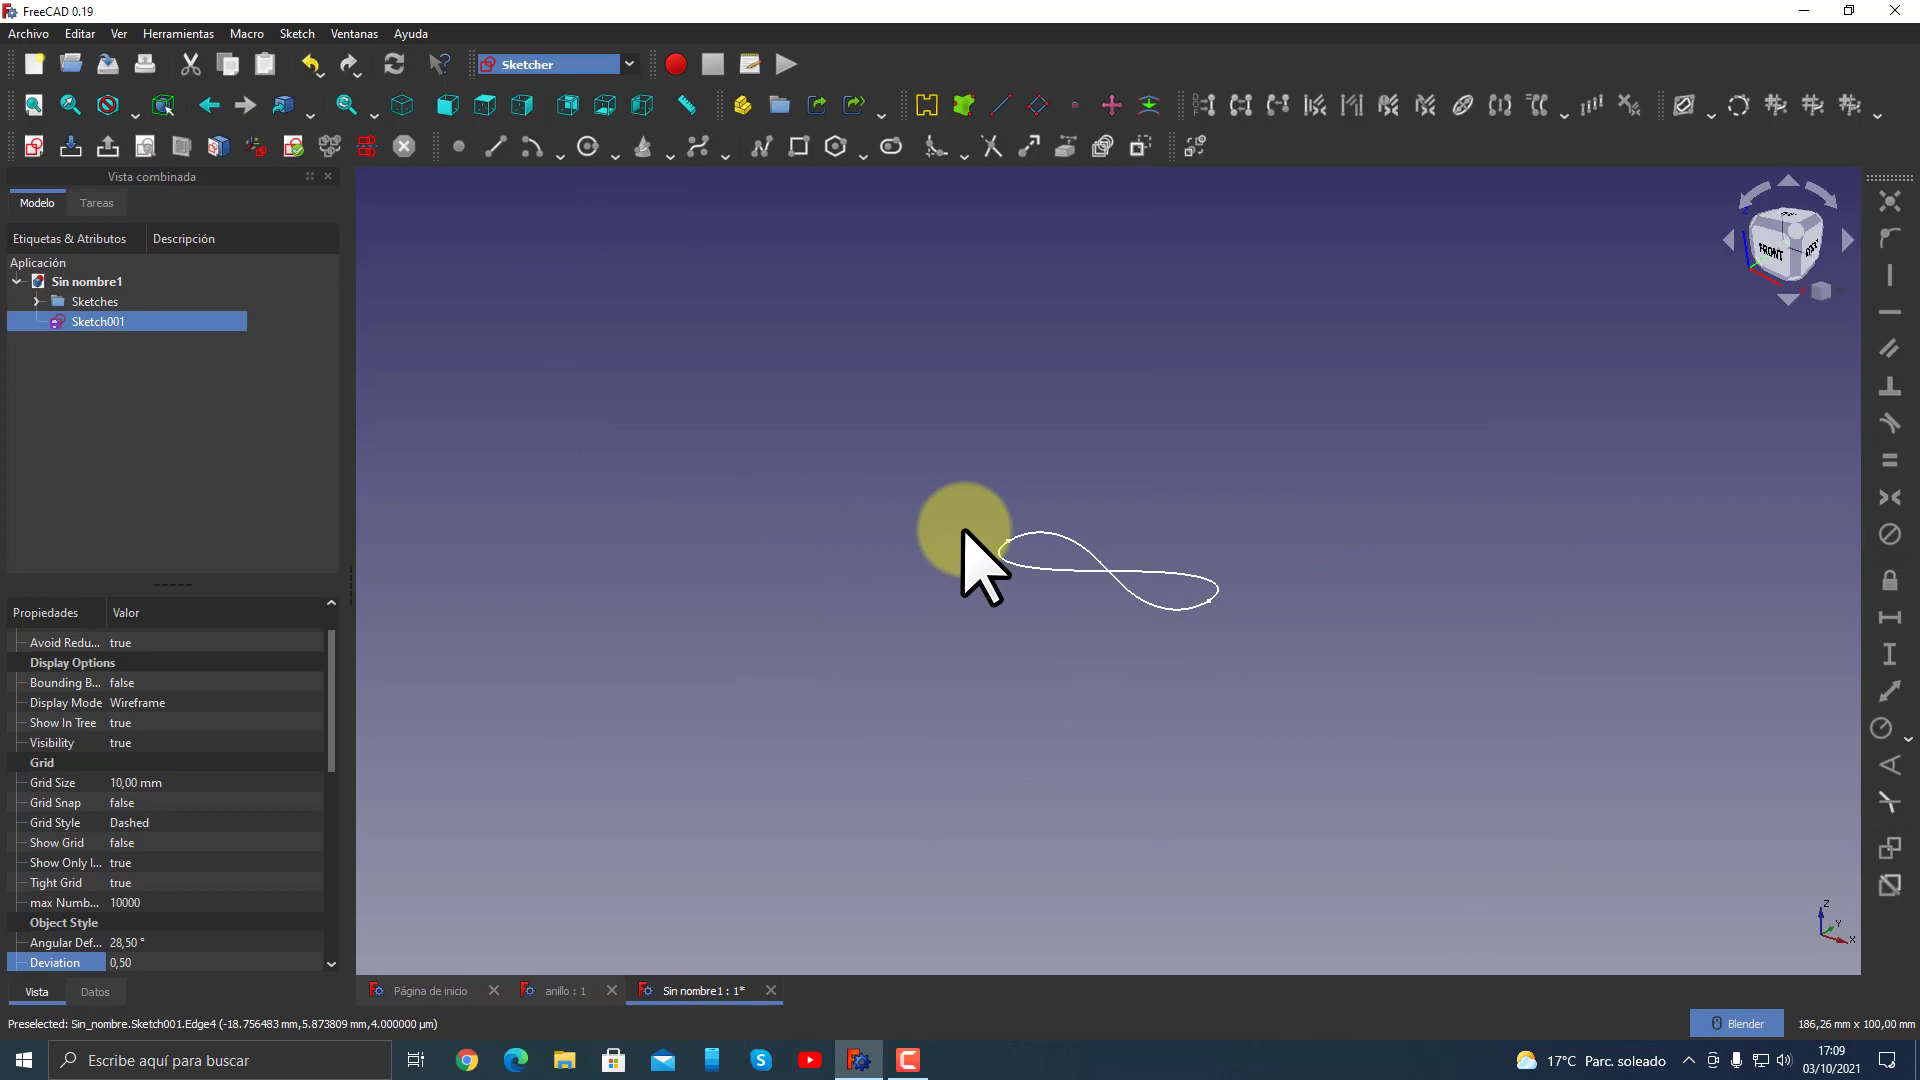 FreeCAD 0.19
Archivo Editar Ver Herramientas Macro Sketch Ventanas Ayuda
Sketcher
Vista combinada
Modelo Tareas
Etiquetas & Atributos Descripción
Aplicación
Sin nombre1
Sketches
Sketch001
FRONT
Propiedades Valor
Avoid Redu... true
Display Options
Bounding B... false
Display Mode Wireframe
Show In Tree true
Visibility true
Grid
Grid Size 10,00 mm
Grid Snap false
Grid Style Dashed
Show Grid false
Show Only I... true
Tight Grid true
max Numb... 10000
Object Style
Angular Def... 28,50 °
Deviation 0,50
Z
Y
X
Vista Datos
Página de inicio anillo : 1 Sin nombre1 : 1*
Preselected: Sin_nombre.Sketch001.Edge4 (-18.756483 mm,5.873809 mm,4.000000 µm)
Blender 186,26 mm x 100,00 mm
Escribe aquí para buscar
17°C Parc. soleado
17:09
03/10/2021